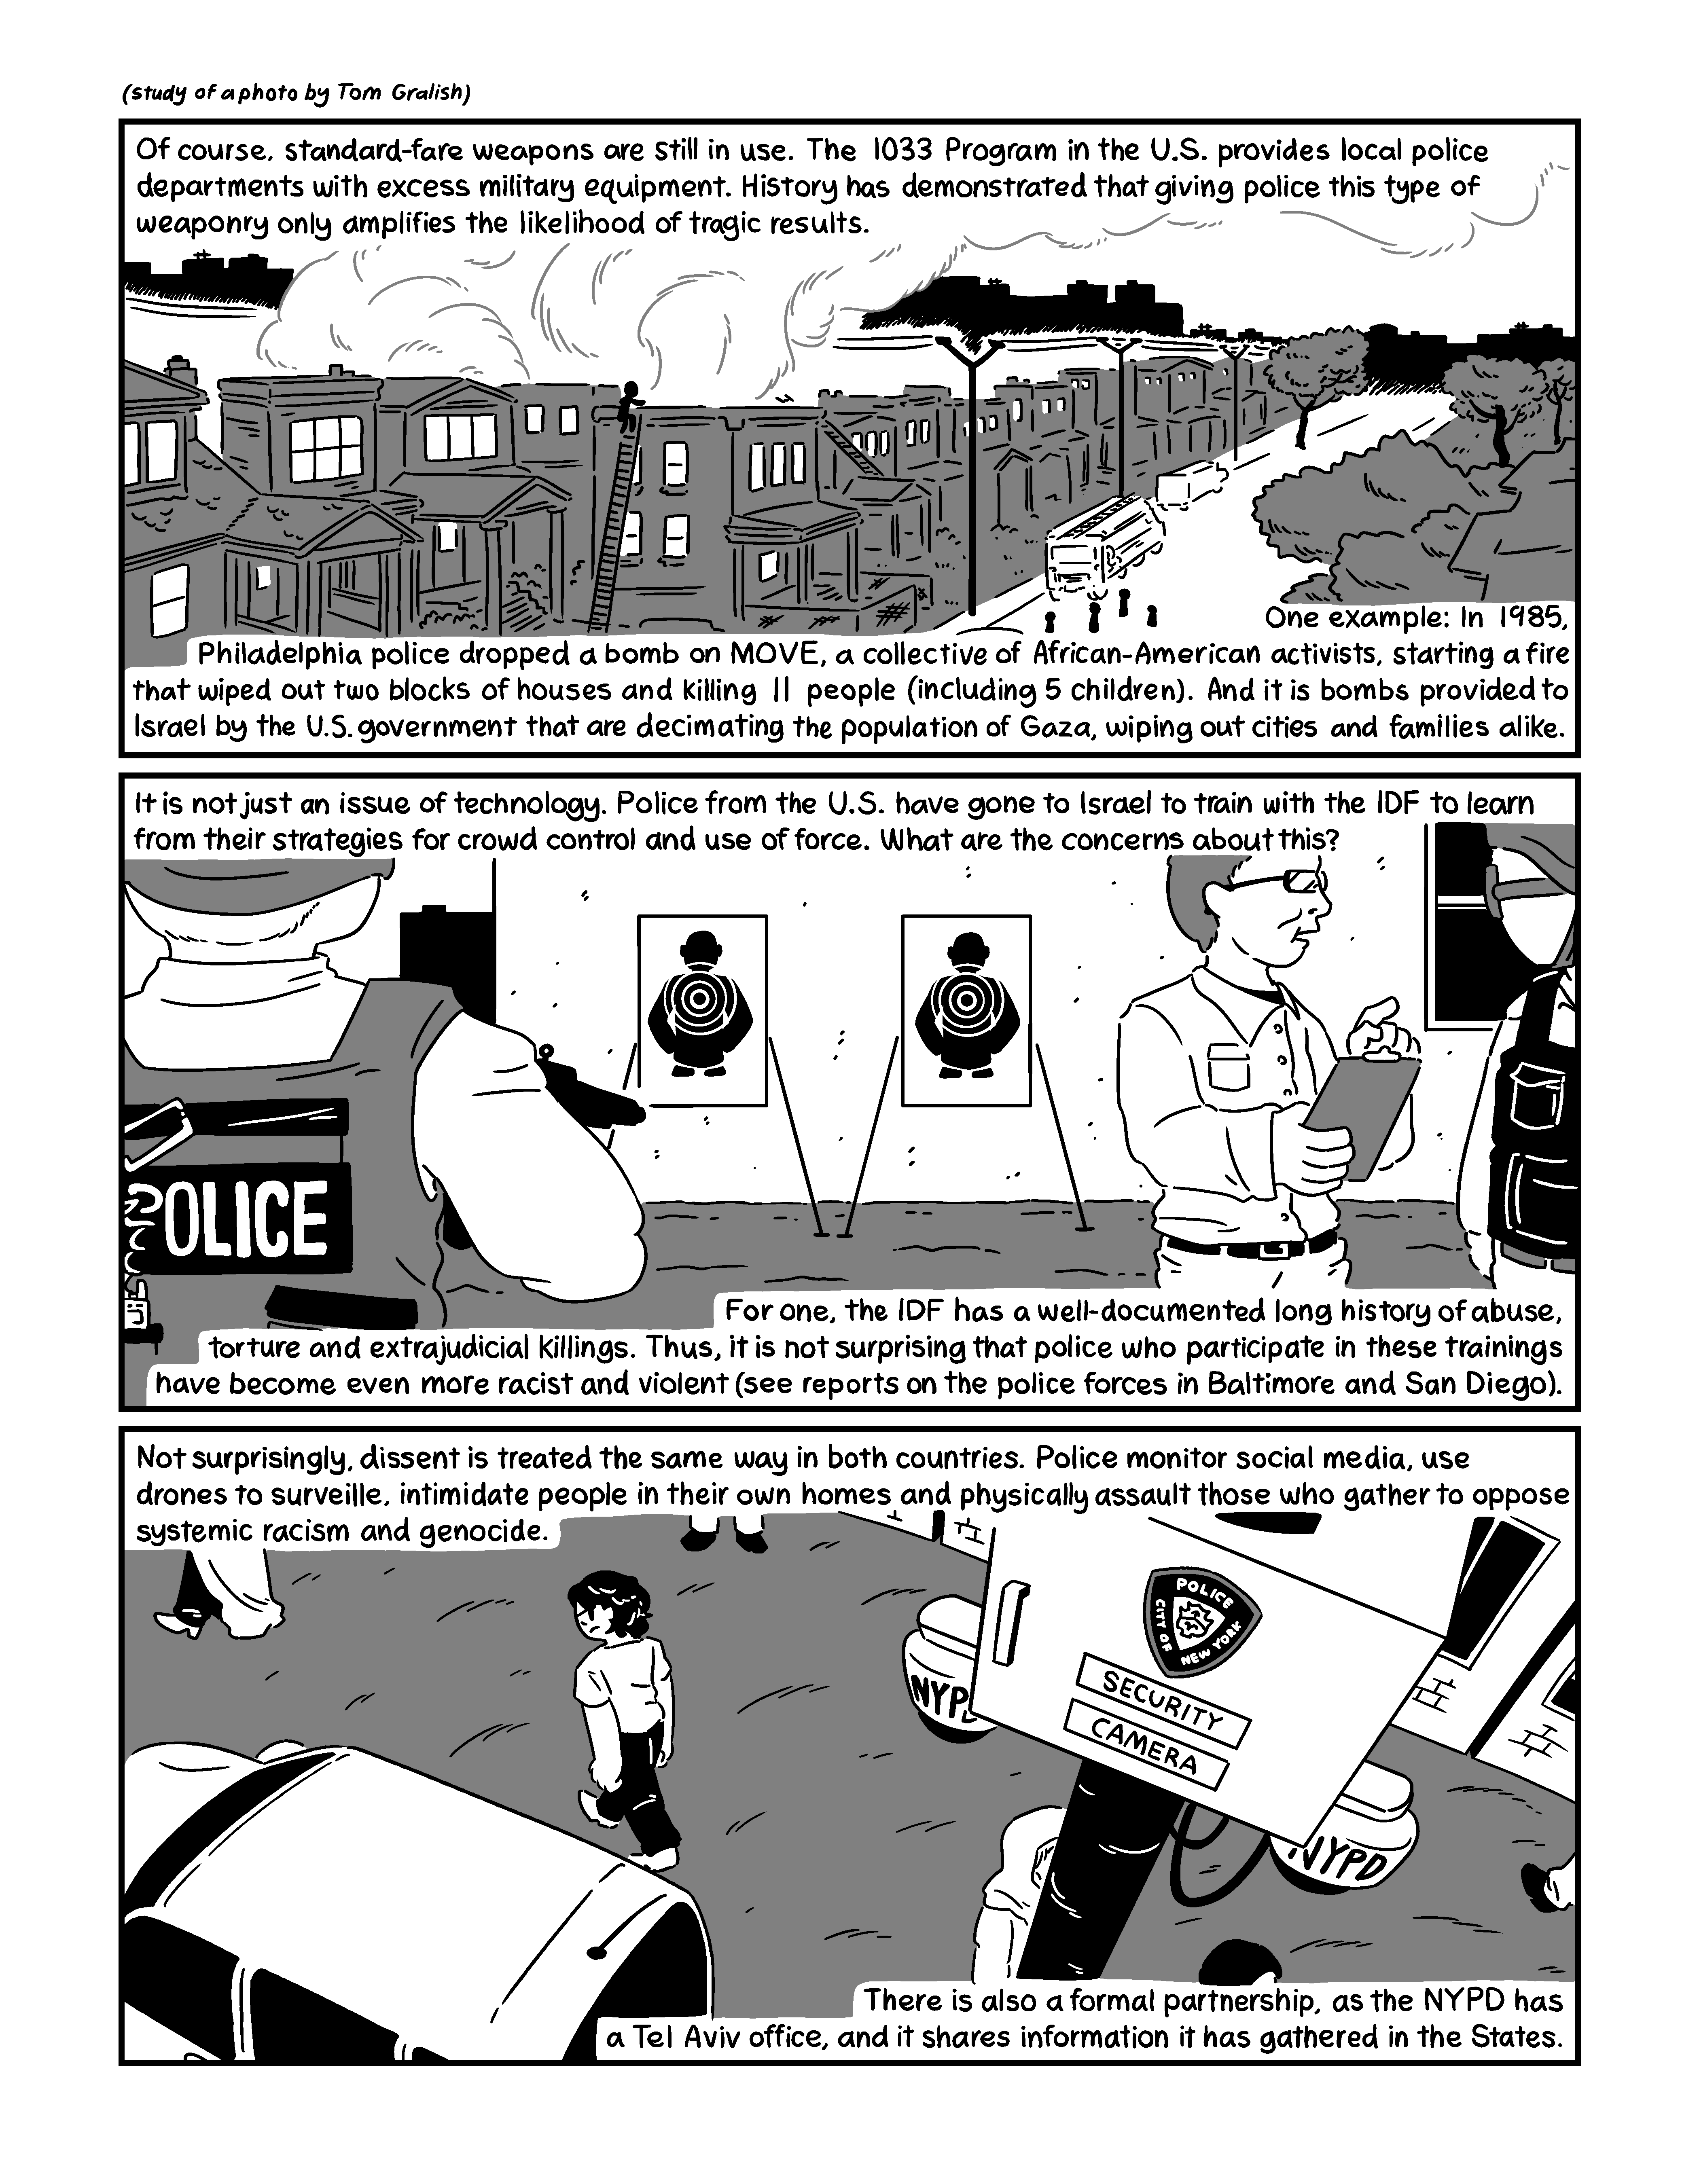 (study of a photo by Tom Gralish)
Of course, standard-fare weapons are still in use. The 1033 Program in the U.S. provides local police
departments with excess military equipment. History has demonstrated that giving police this type of
weaponry only amplifies the likelihood of tragic results.
One example: In 1985,
Philadelphia police dropped a bomb on MOVE, a collective of African-American activists, starting a fire
that wiped out two blocks of houses and killing 11 people (including 5 children). And it is bombs provided to
Israel by the U.S. government that are decimating the population of Gaza, wiping out cities and families alike.
It is not just an issue of technology. Police from the U.S. have gone to Israel to train with the IDF to learn
from their strategies for crowd control and use of force. What are the concerns about this?
POLICE
For one, the IDF has a well-documented long history of abuse,
torture and extrajudicial killings. Thus, it is not surprising that police who participate in these trainings
have become even more racist and violent (see reports on the police forces in Baltimore and San Diego).
Not surprisingly, dissent is treated the same way in both countries. Police monitor social media, use
drones to surveille, intimidate people in their own homes and physically assault those who gather to oppose
systemic racism and genocide.
POLICE
CITY OF
NEW YORK
NYPD
SECURITY
CAMERA
NYPD
There is also a formal partnership, as the NYPD has
a Tel Aviv office, and it shares information it has gathered in the States.